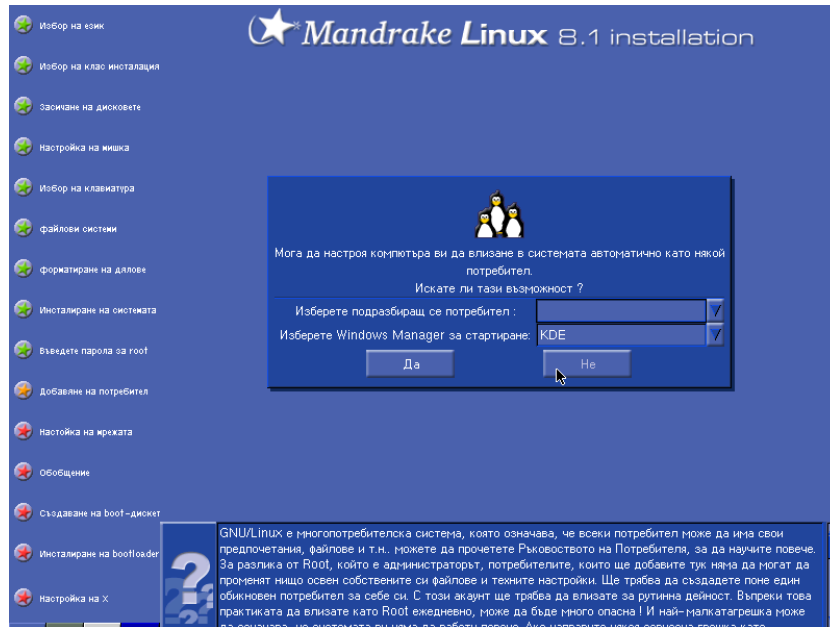 Mandrake Linux 8.1 installation
Избор на език
Избор на клас инсталация
Засичане на дисковете
Настройка на мишка
Избор на клавиатура
файлови системи
форматиране на дялове
Инсталиране на системата
Въведете парола за root
Добавяне на потребител
Настойка на мрежата
Обобщение
Създаване на boot-дискет
Инсталиране на bootloader
Настройка на X
Мога да настроя компютъра ви да влизане в системата автоматично като някой
потребител.
Искате ли тази възможност ?
Изберете подразбиращ се потребител :
Изберете Windows Manager за стартиране: KDE
Да
Не
GNU/Linux е многопотребителска система, която означава, че всеки потребител може да има свои
предпочетания, файлове и т.н.. можете да прочетете Ръковоството на Потребителя, за да научите повече.
За разлика от Root, който е администраторът, потребителите, които ще добавите тук няма да могат да
променят нищо освен собствените си файлове и техните настройки. Ще трябва да създадете поне един
обикновен потребител за себе си. С този акаунт ще трябва да влизате за рутинна дейност. Въпреки това
практиката да влизате като Root ежедневно, може да бъде много опасна ! И най-малкатагрешка може